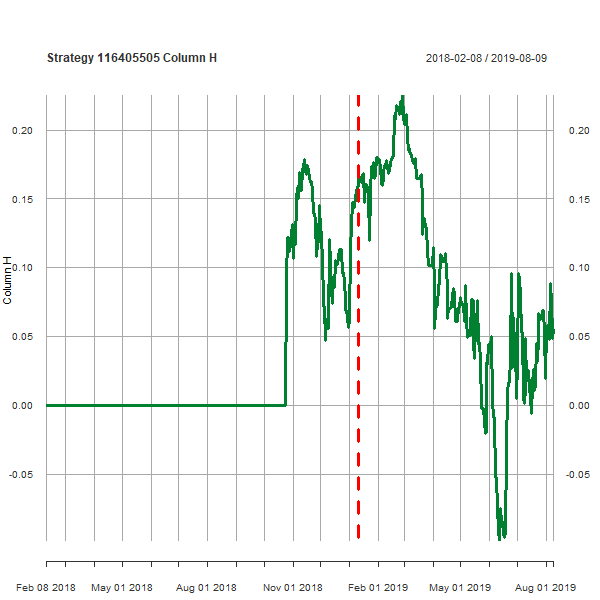 Strategy 116405505 Column H
2018-02-08 / 2019-08-09
Column H
0.20
0.15
0.10
0.05
0.00
-0.05
0.20
0.15
0.10
0.05
0.00
-0.05
Feb 08 2018
May 01 2018
Aug 01 2018
Nov 01 2018
Feb 01 2019
May 01 2019
Aug 01 2019